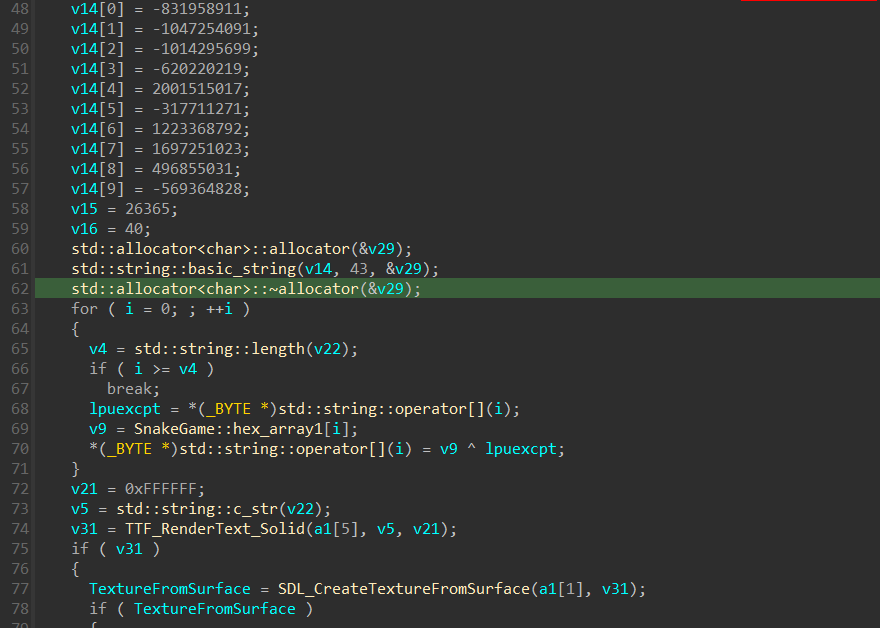 48 v14[0] = -831958911;
49 v14[1] = -1047254091;
50 v14[2] = -1014295699;
51 v14[3] = -620220219;
52 v14[4] = 2001515017;
53 v14[5] = -317711271;
54 v14[6] = 1223368792;
55 v14[7] = 1697251023;
56 v14[8] = 496855031;
57 v14[9] = -569364828;
58 v15 = 26365;
59 v16 = 40;
60 std::allocator<char>::allocator(&v29);
61 std::string::basic_string(v14, 43, &v29);
62 std::allocator<char>::~allocator(&v29);
63 for ( i = 0; ; ++i )
64 {
65 v4 = std::string::length(v22);
66 if ( i >= v4 )
67 break;
68 lpuexcpt = *(_BYTE *)std::string::operator[](i);
69 v9 = SnakeGame::hex_array1[i];
70 *(_BYTE *)std::string::operator[](i) = v9 ^ lpuexcpt;
71 }
72 v21 = 0xFFFFFF;
73 v5 = std::string::c_str(v22);
74 v31 = TTF_RenderText_Solid(a1[5], v5, v21);
75 if ( v31 )
76 {
77 TextureFromSurface = SDL_CreateTextureFromSurface(a1[1], v31);
78 if ( TextureFromSurface )